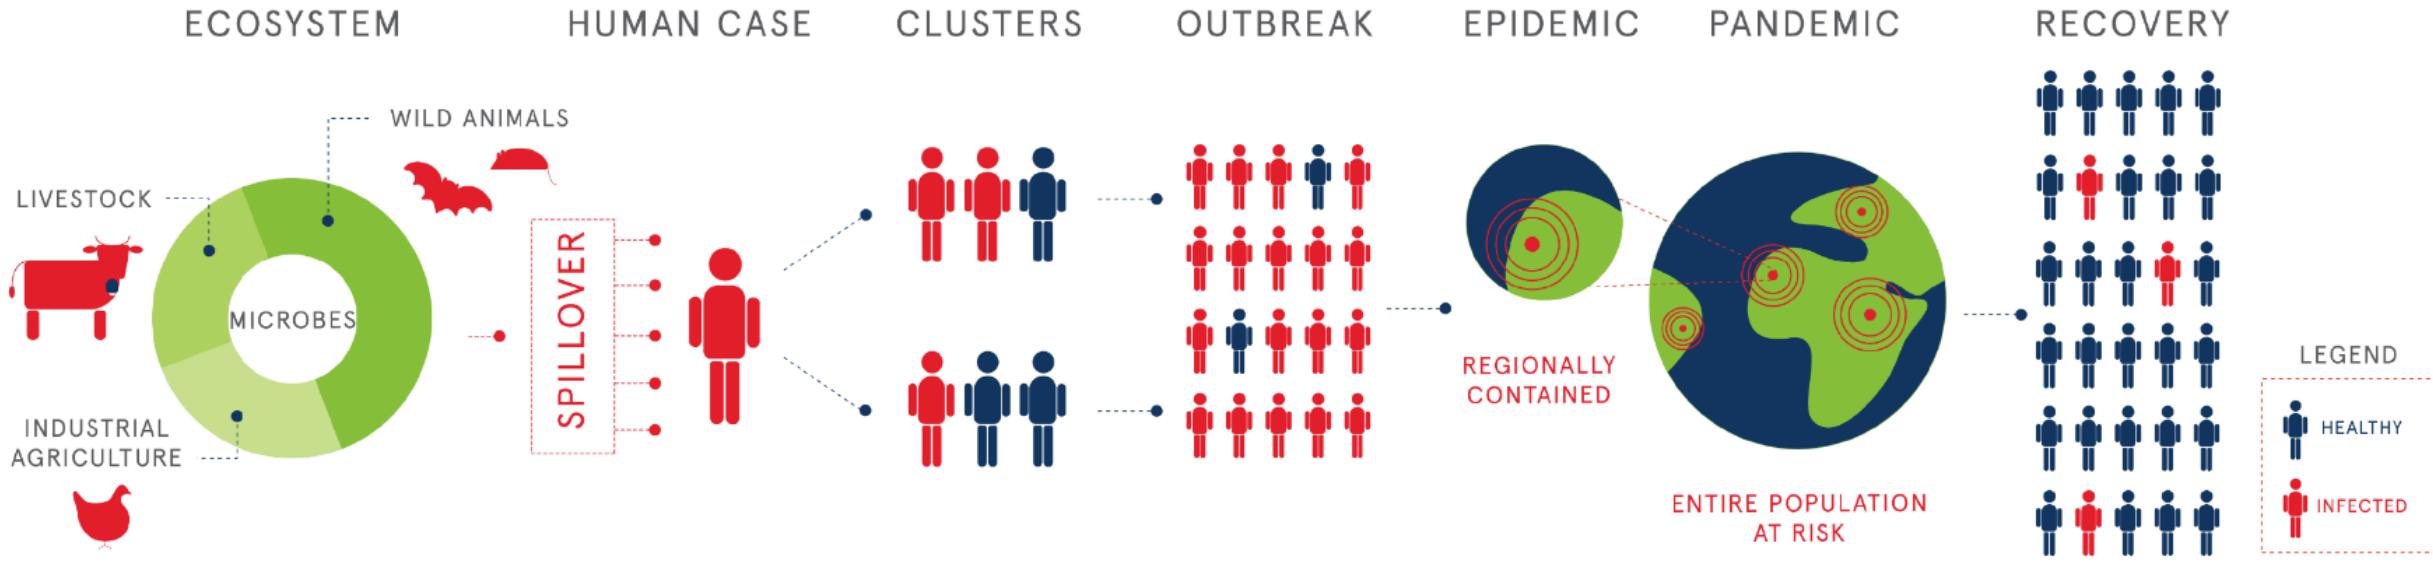 ECOSYSTEM
HUMAN CASE
CLUSTERS
OUTBREAK
EPIDEMIC
PANDEMIC
RECOVERY
WILD ANIMALS
LIVESTOCK
MICROBES
INDUSTRIAL
AGRICULTURE
SPILLOVER
REGIONALLY
CONTAINED
ENTIRE POPULATION
AT RISK
LEGEND
HEALTHY
INFECTED